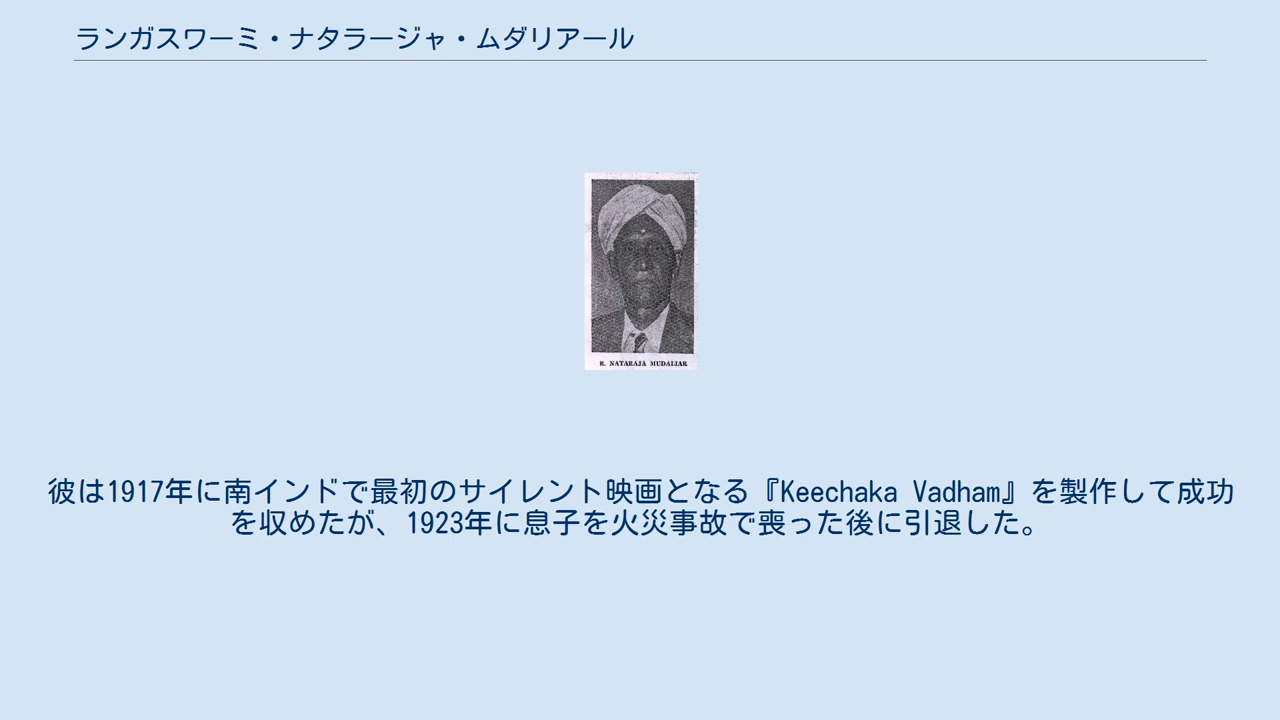 ランガスワーミ・ナタラージャ・ムダリアール
R. NATARAJA MUDALIAR
彼は1917年に南インドで最初のサイレント映画となる『Keechaka Vadham』を製作して成功
を収めたが、1923年に息子を火災事故で喪った後に引退した。